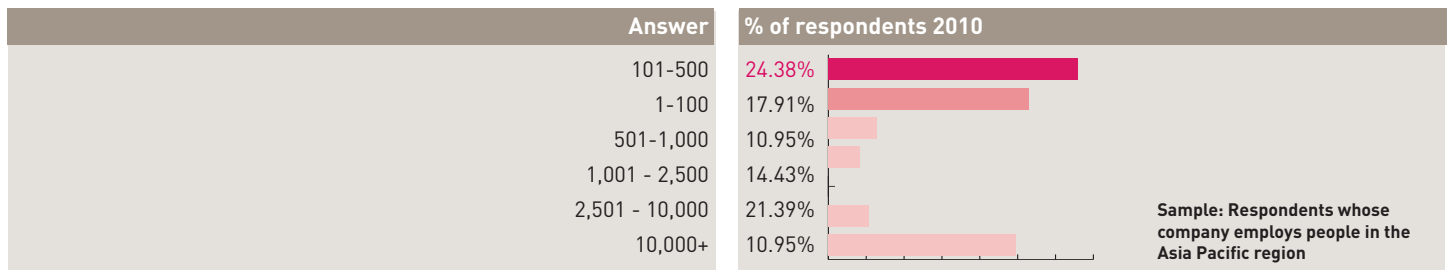 Answer % of respondents 2010
101-500 24.38%
1-100 17.91%
501-1,000 10.95%
1,001 - 2,500 14.43%
2,501 - 10,000 21.39%
10,000+ 10.95%
Sample: Respondents whose
company employs people in the
Asia Pacific region